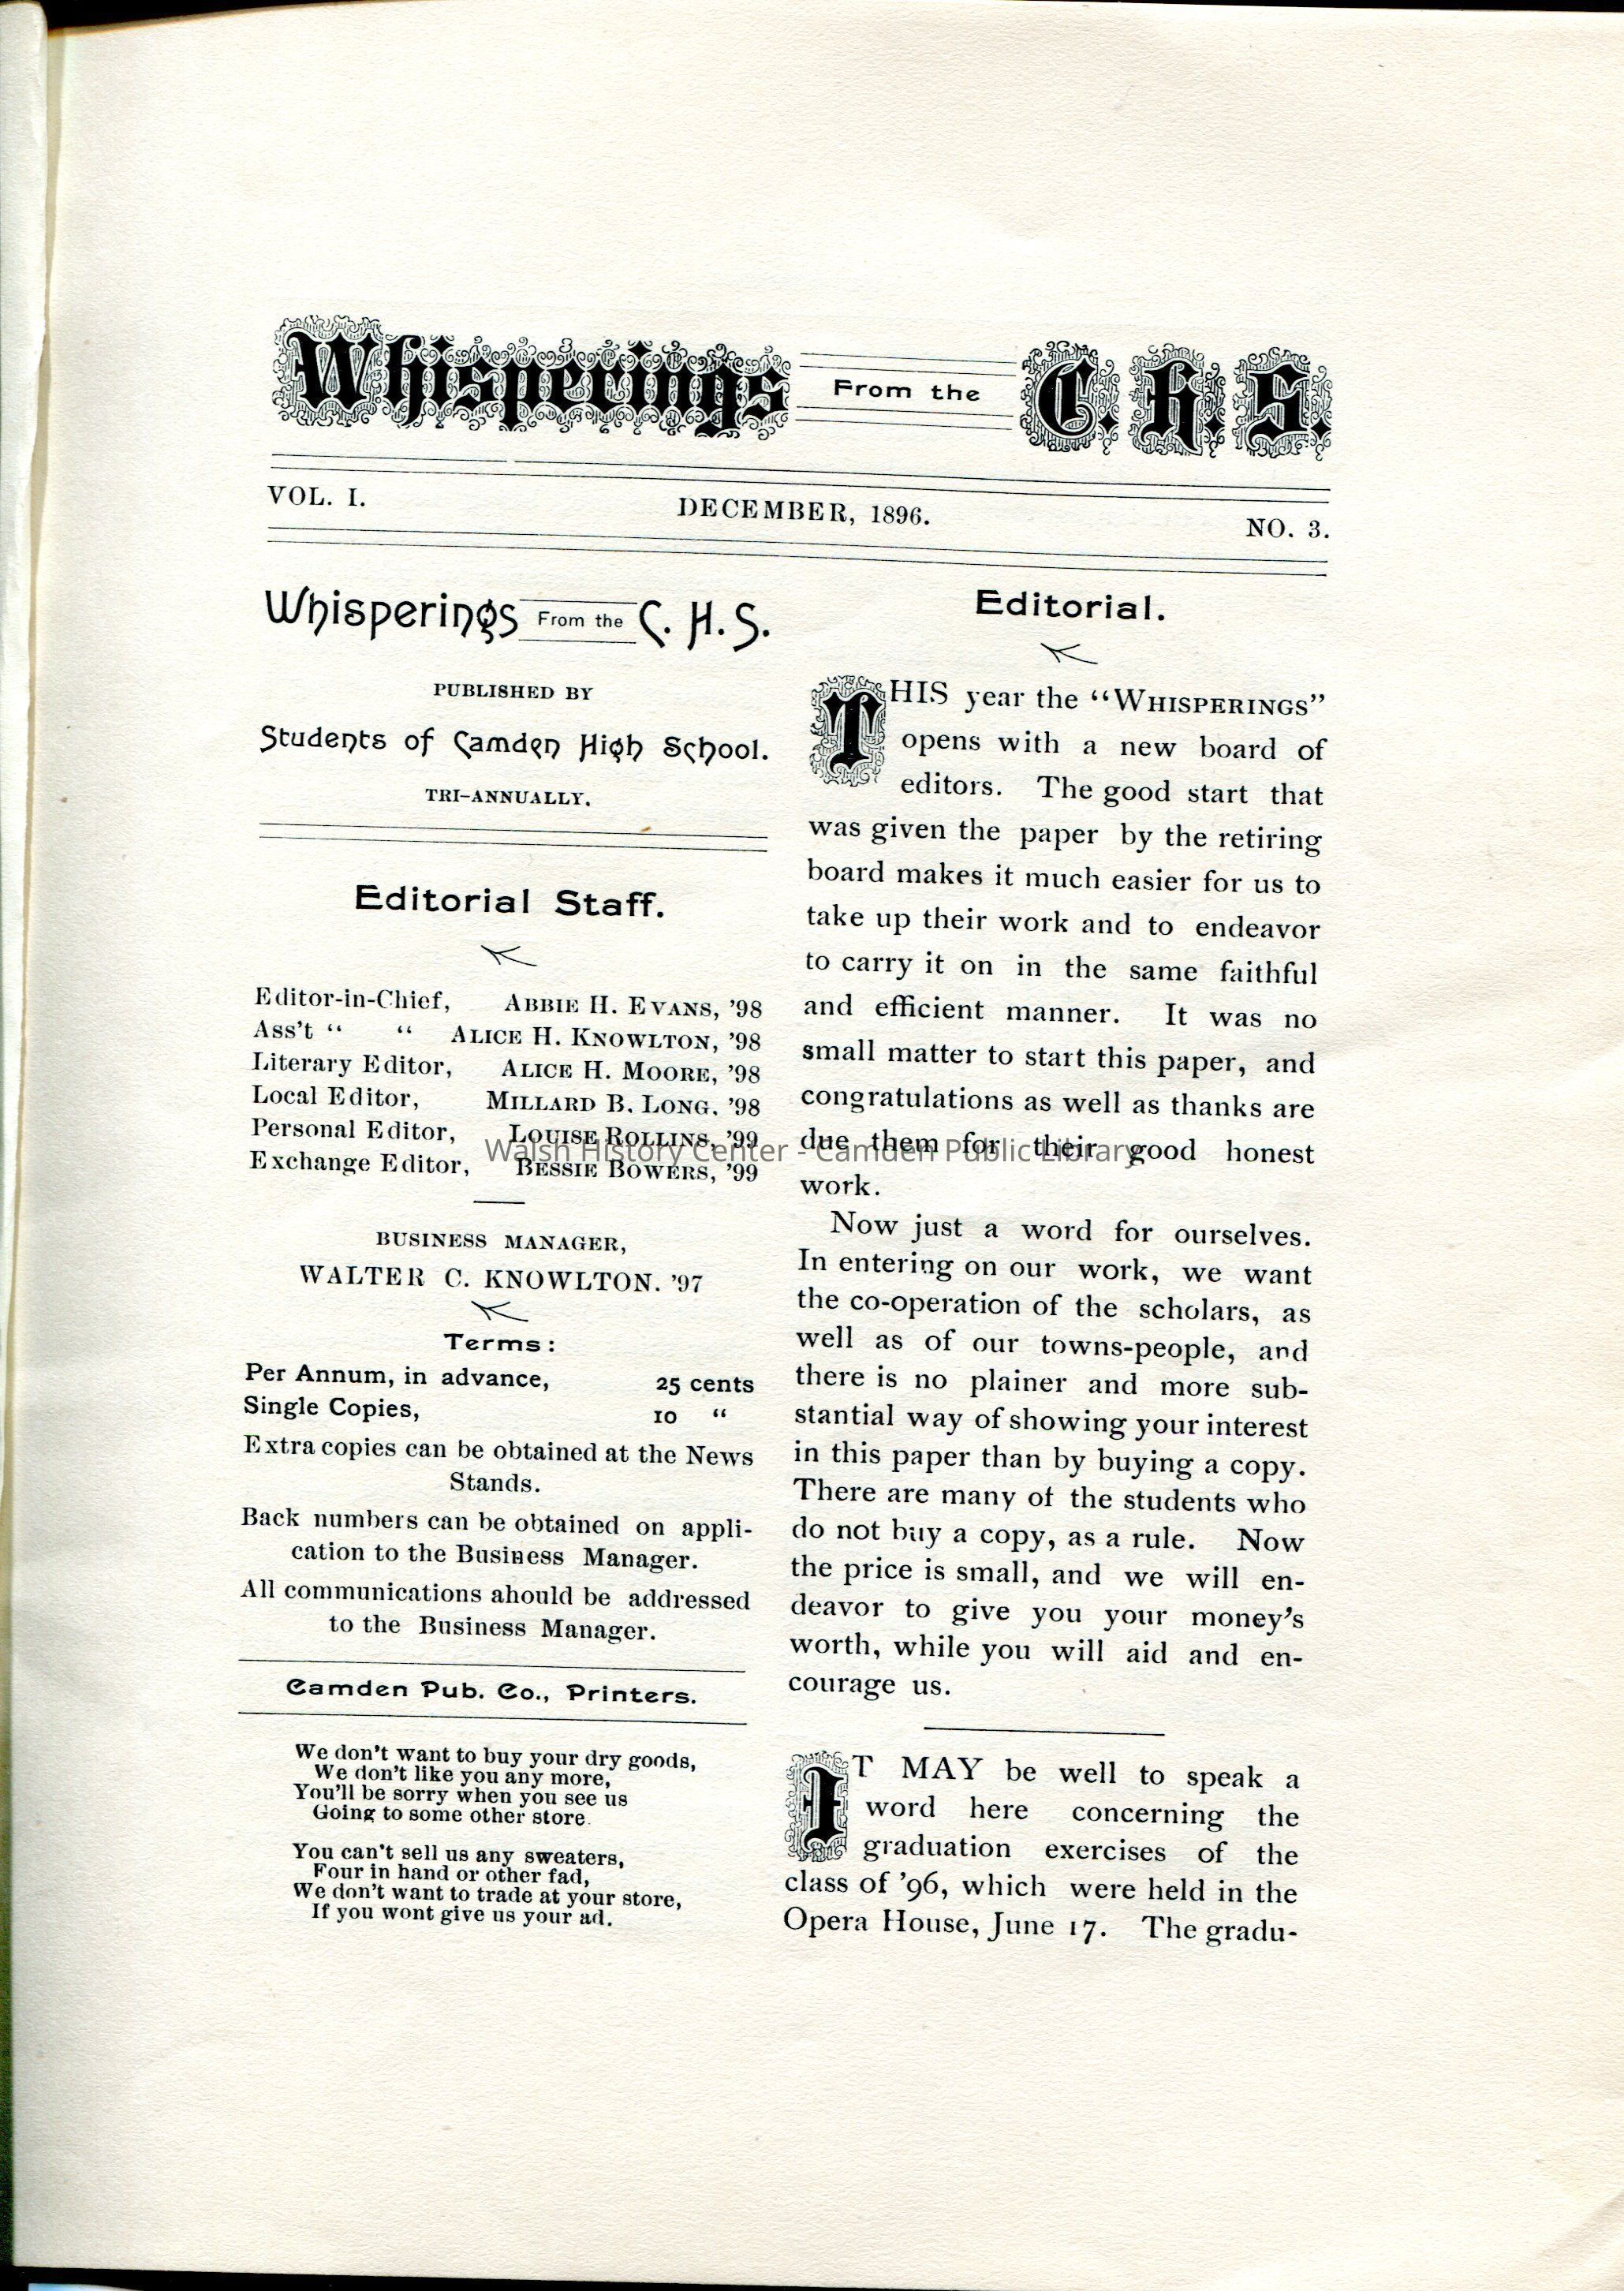 Whisperings From the C. H. S.
VOL. I. DECEMBER, 1896. NO. 3.
Whisperings From the C. H. S.
PUBLISHED BY
Students of Camden High School.
TRI-ANNUALLY.
Editorial Staff.
Editor-in-Chief, ABBIE H. EVANS, '98
Ass't “ “ ALICE H. KNOWLTON, '98
Literary Editor, ALICE H. MOORE, '98
Local Editor, MILLARD B. LONG. '98
Personal Editor, LOUISE ROLLINS, '99
Exchange Editor, BESSIE BOWERS, '99
BUSINESS MANAGER,
WALTER C. KNOWLTON. '97
Terms:
Per Annum, in advance, 25 cents
Single Copies, 10 “
Extra copies can be obtained at the News
Stands.
Back numbers can be obtained on appli-
cation to the Business Manager.
All communications ahould be addressed
to the Business Manager.
Camden Pub. Co., Printers.
We don't want to buy your dry goods,
We don't like you any more,
You'll be sorry when you see us
Going to some other store.
You can't sell us any sweaters,
Four in hand or other fad,
We don't want to trade at your store,
If you wont give us your ad.
Editorial.
THIS year the “WHISPERINGS”
opens with a new board of
editors. The good start that
was given the paper by the retiring
board makes it much easier for us to
take up their work and to endeavor
to carry it on in the same faithful
and efficient manner. It was no
small matter to start this paper, and
congratulations as well as thanks are
due them for their good honest
work.
Now just a word for ourselves.
In entering on our work, we want
the co-operation of the scholars, as
well as of our towns-people, and
there is no plainer and more sub-
stantial way of showing your interest
in this paper than by buying a copy.
There are many of the students who
do not buy a copy, as a rule. Now
the price is small, and we will en-
deavor to give you your money's
worth, while you will aid and en-
courage us.
IT MAY be well to speak a
word here concerning the
graduation exercises of the
class of '96, which were held in the
Opera House, June 17. The gradu-
Walsh History Center - Camden Public Library